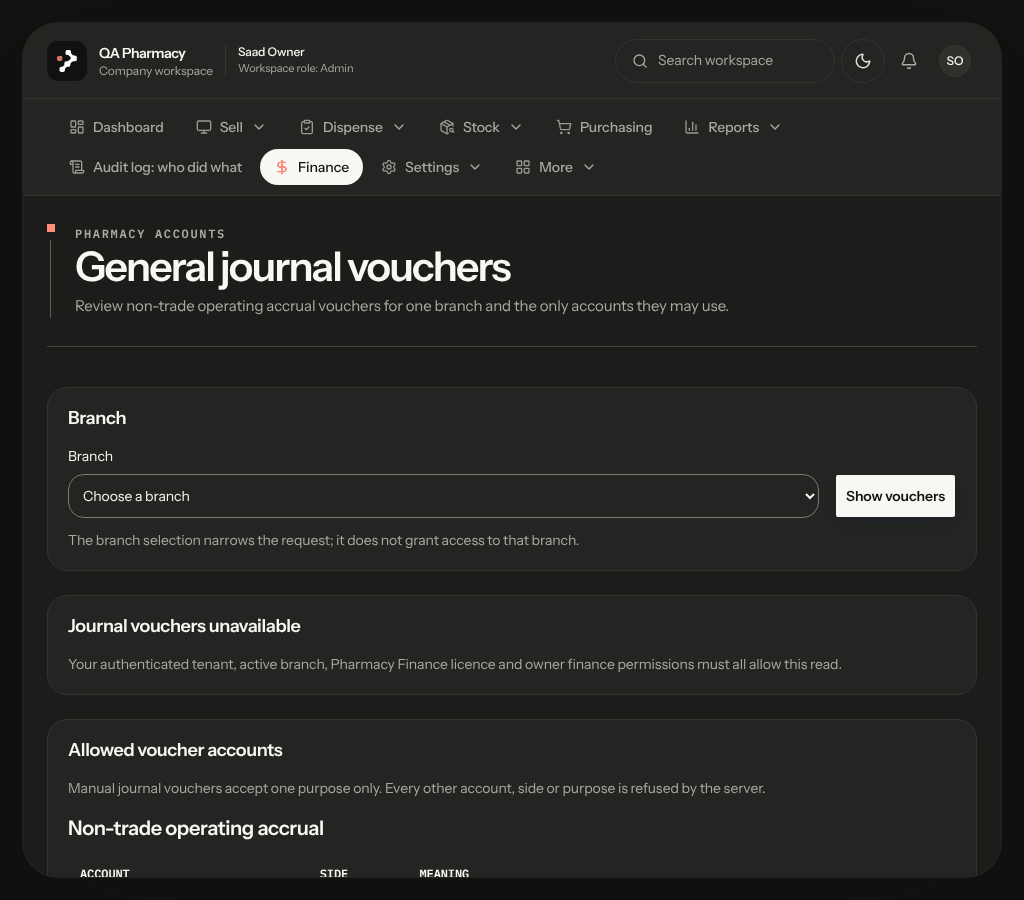 QA Pharmacy
Company workspace
Saad Owner
Workspace role: Admin
Search workspace
SO
Dashboard
Sell
Dispense
Stock
Purchasing
Reports
Audit log: who did what
Finance
Settings
More
PHARMACY ACCOUNTS
General journal vouchers
Review non-trade operating accrual vouchers for one branch and the only accounts they may use.
Branch
Branch
Choose a branch
Show vouchers
The branch selection narrows the request; it does not grant access to that branch.
Journal vouchers unavailable
Your authenticated tenant, active branch, Pharmacy Finance licence and owner finance permissions must all allow this read.
Allowed voucher accounts
Manual journal vouchers accept one purpose only. Every other account, side or purpose is refused by the server.
Non-trade operating accrual
ACCOUNT SIDE MEANING